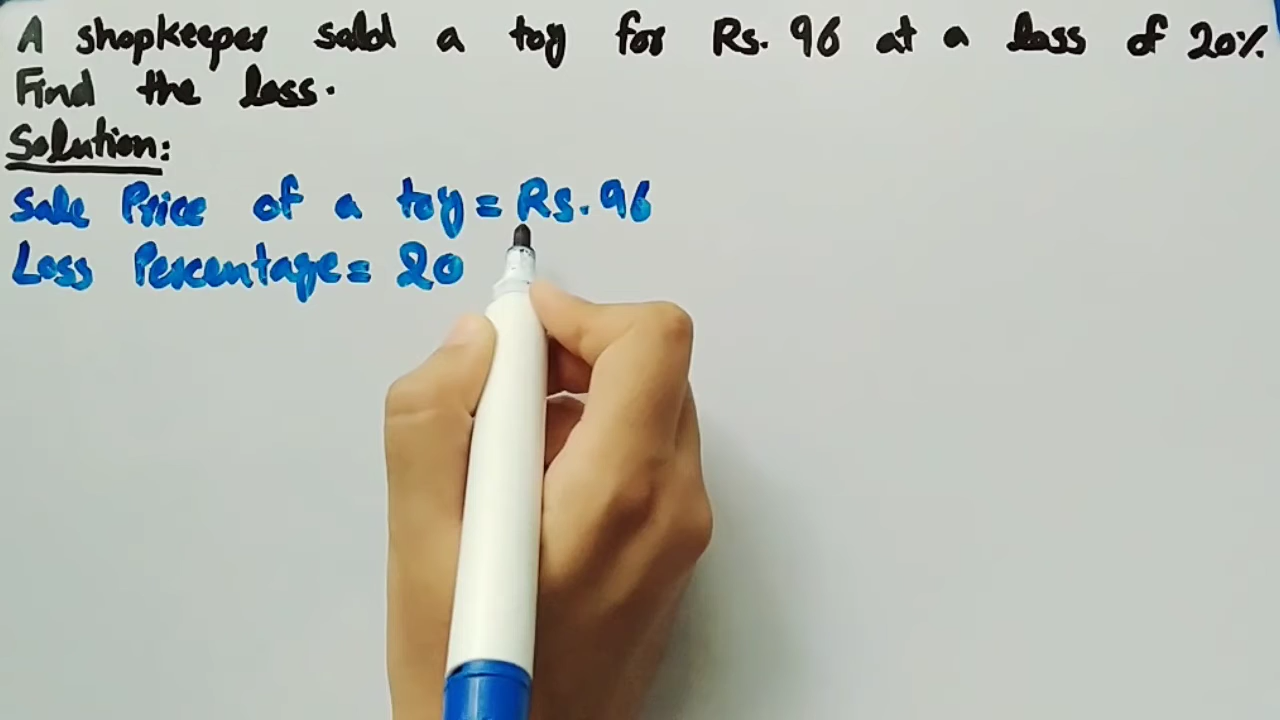 A shopkeeper sold a toy for Rs. 96 at a loss of 20%.
Find the loss.
Solution:
Sale Price of a toy = Rs. 96
Loss Percentage = 20